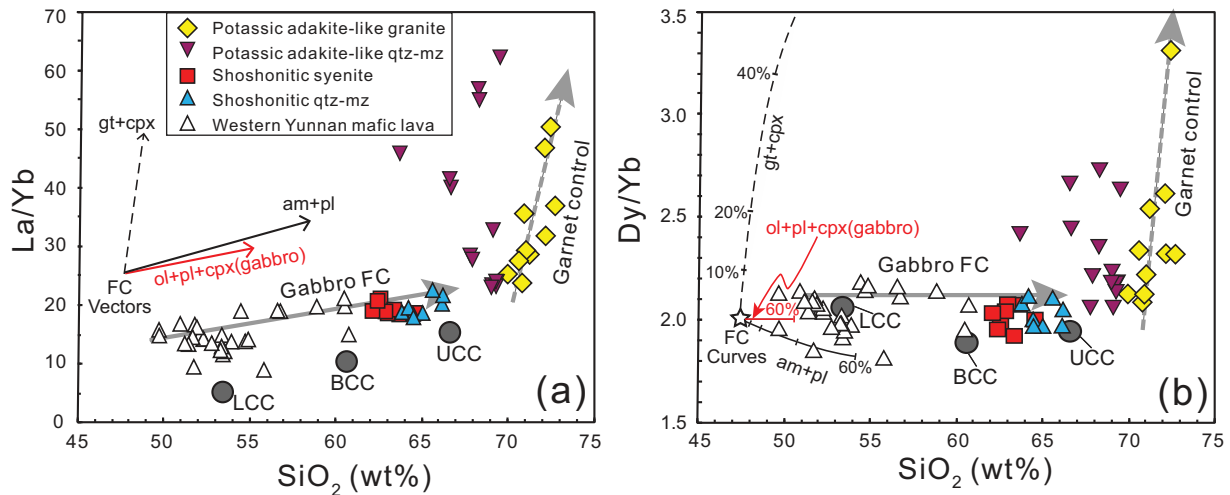 Potassic adakite-like granite
Potassic adakite-like qtz-mz
Shoshonitic syenite
Shoshonitic qtz-mz
Western Yunnan mafic lava
70
60
50
40
30
20
10
0
La/Yb
gt+cpx
am+pl
ol+pl+cpx(gabbro)
FC
Vectors
Gabbro FC
Garnet control
LCC
BCC
UCC
(a)
45
50
55
60
65
70
75
SiO2 (wt%)
3.5
3.0
2.5
2.0
1.5
Dy/Yb
40%
gt+cpx
20%
10%
ol+pl+cpx(gabbro)
60%
FC
Curves
am+pl
60%
Gabbro FC
Garnet control
LCC
BCC
UCC
(b)
45
50
55
60
65
70
75
SiO2 (wt%)